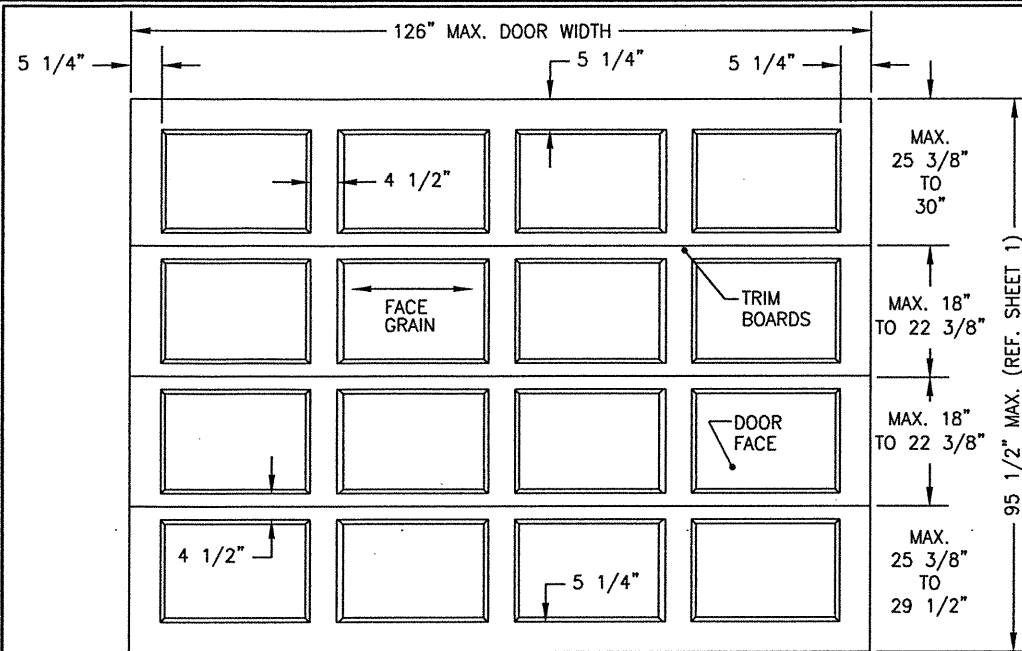 126" MAX. DOOR WIDTH
5 1/4"
5 1/4"
5 1/4"
MAX.
25 3/8"
TO
30"
4 1/2"
FACE
GRAIN
TRIM
BOARDS
MAX. 18"
TO 22 3/8"
DOOR
FACE
MAX. 18"
TO 22 3/8"
95 1/2" MAX. (REF. SHEET 1)
4 1/2"
5 1/4"
MAX.
25 3/8"
TO
29 1/2"